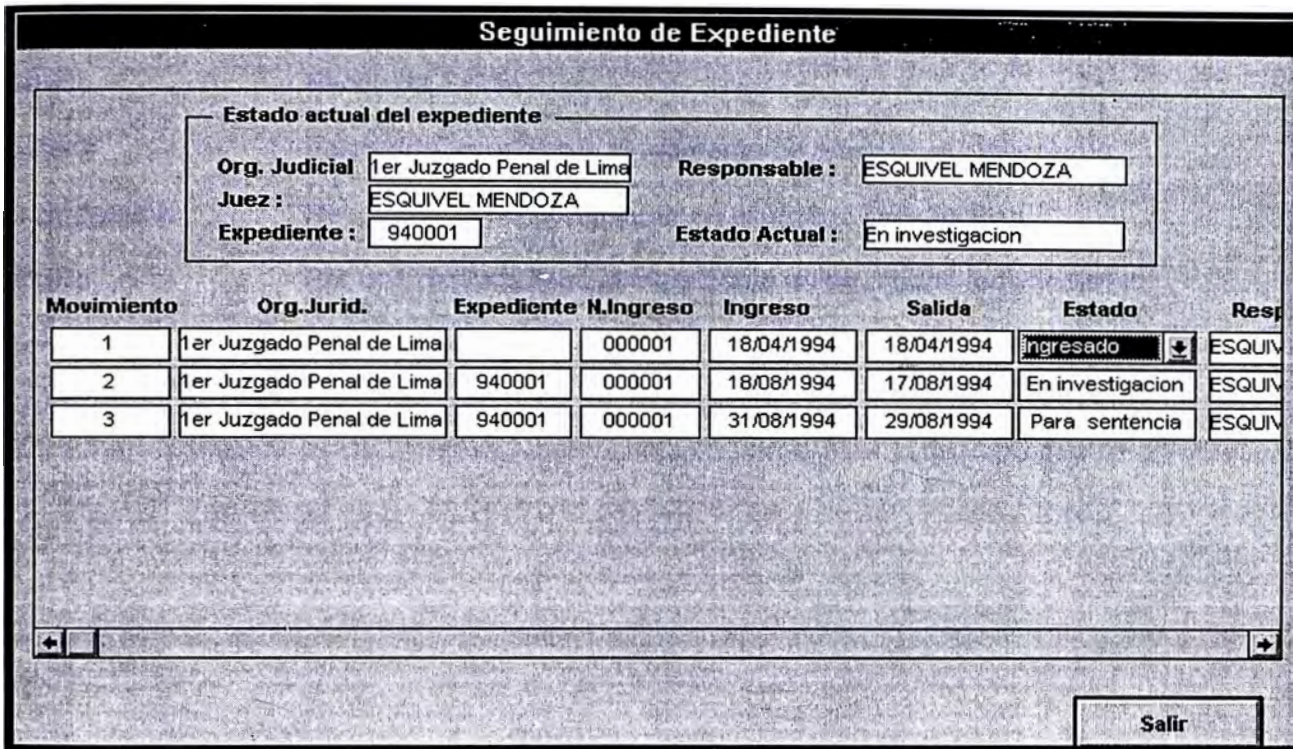 Seguimiento de Expediente
Estado actual del expediente
Org. Judicial 1er Juzgado Penal de Lima Responsable : ESQUIVEL MENDOZA
Juez : ESQUIVEL MENDOZA
Expediente : 940001 Estado Actual : En investigacion
Movimiento Org.Jurid. Expediente N.Ingreso Ingreso Salida Estado Resp
1 1er Juzgado Penal de Lima 000001 18/04/1994 18/04/1994 Ingresado ESQUIV
2 1er Juzgado Penal de Lima 940001 000001 18/08/1994 17/08/1994 En investigacion ESQUIV
3 1er Juzgado Penal de Lima 940001 000001 31/08/1994 29/08/1994 Para sentencia ESQUIV
Salir